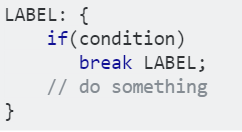 LABEL: {
    if(condition)
       break LABEL;
    // do something
}